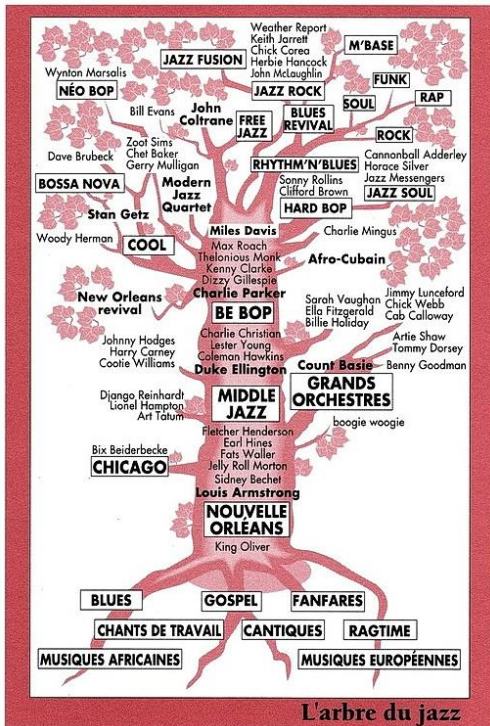 Weather Report
Keith Jarrett
Chick Corea
Herbie Hancock
John McLaughlin
JAZZ FUSION
M'BASE
JAZZ ROCK
FUNK
Wynton Marsalis
NÉO BOP
Bill Evans
John
Coltrane
FREE
JAZZ
BLUES
REVIVAL
SOUL
RAP
ROCK
Dave Brubeck
Zoot Sims
Chet Baker
Gerry Mulligan
RHYTHM'N'BLUES
Cannonball Adderley
Horace Silver
Jazz Messengers
JAZZ SOUL
BOSSA NOVA
Modern
Jazz
Quartet
Sonny Rollins
Clifford Brown
HARD BOP
Stan Getz
Woody Herman
COOL
Miles Davis
Max Roach
Thelonious Monk
Kenny Clarke
Dizzy Gillespie
Charlie Parker
BE BOP
Charlie Mingus
Afro-Cubain
New Orleans
revival
Sarah Vaughan
Ella Fitzgerald
Billie Holiday
Jimmy Lunceford
Chick Webb
Cab Calloway
Johnny Hodges
Harry Carney
Cootie Williams
Charlie Christian
Lester Young
Coleman Hawkins
Duke Ellington
Artie Shaw
Tommy Dorsey
Count Basie
Benny Goodman
GRANDS
ORCHESTRES
Django Reinhardt
Lionel Hampton
Art Tatum
MIDDLE
JAZZ
boogie woogie
Fletcher Henderson
Earl Hines
Fats Waller
Jelly Roll Morton
Sidney Bechet
Louis Armstrong
Bix Beiderbecke
CHICAGO
NOUVELLE
ORLÉANS
King Oliver
BLUES
GOSPEL
FANFARES
CHANTS DE TRAVAIL
CANTIQUES
RAGTIME
MUSIQUES AFRICAINES
MUSIQUES EUROPÉENNES
L'arbre du jazz